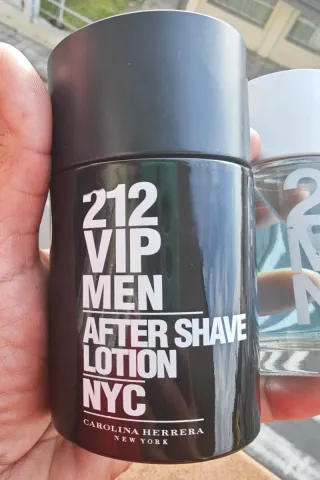 212
VIP
MEN
AFTER SHAVE
LOTION
NYC
CAROLINA HERRERA
NEW YORK